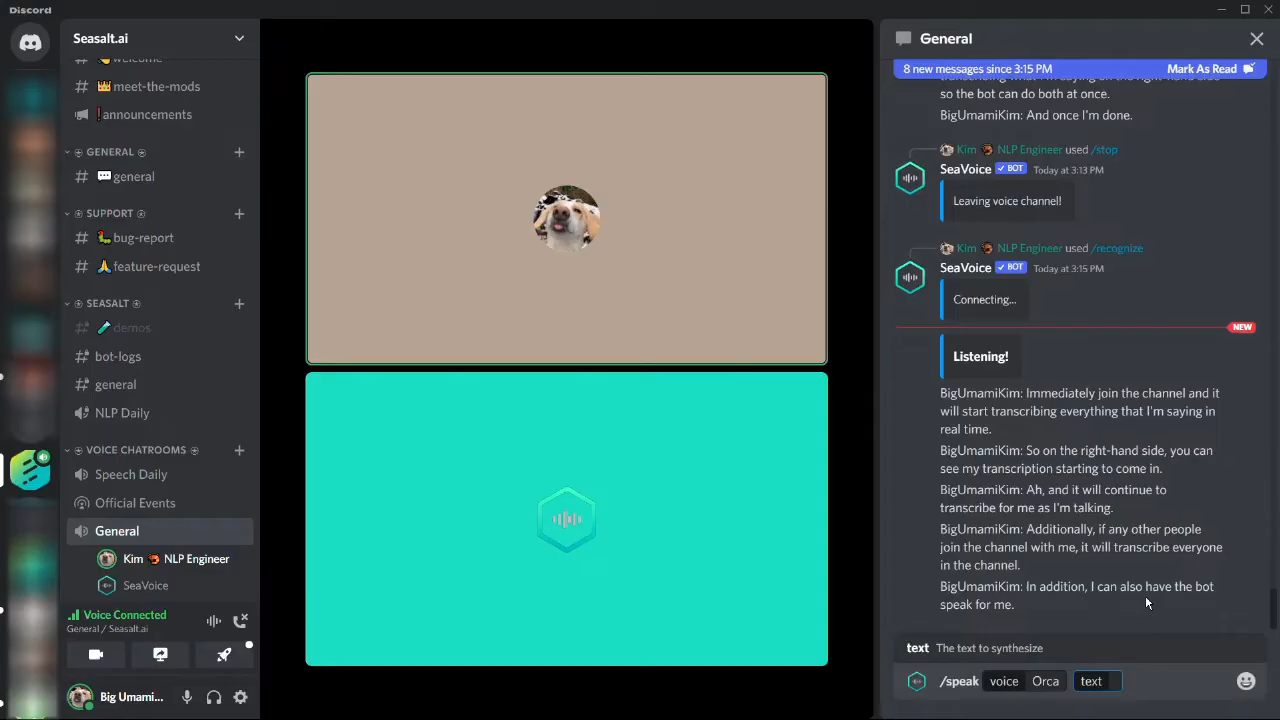 Discord
Seasalt.ai
welcome
meet-the-mods
announcements
GENERAL
general
SUPPORT
bug-report
feature-request
SEASALT
demos
bot-logs
general
NLP Daily
VOICE CHATROOMS
Speech Daily
Official Events
General
Kim NLP Engineer
SeaVoice
Voice Connected
General / Seasalt.ai
Big Umami...
General
8 new messages since 3:15 PM Mark As Read
so the bot can do both at once.
BigUmamiKim: And once I'm done.
Kim NLP Engineer used /stop
SeaVoice BOT Today at 3:13 PM
Leaving voice channel!
Kim NLP Engineer used /recognize
SeaVoice BOT Today at 3:15 PM
Connecting...
NEW
Listening!
BigUmamiKim: Immediately join the channel and it
will start transcribing everything that I'm saying in
real time.
BigUmamiKim: So on the right-hand side, you can
see my transcription starting to come in.
BigUmamiKim: Ah, and it will continue to
transcribe for me as I'm talking.
BigUmamiKim: Additionally, if any other people
join the channel with me, it will transcribe everyone
in the channel.
BigUmamiKim: In addition, I can also have the bot
speak for me.
text The text to synthesize
/speak voice Orca text